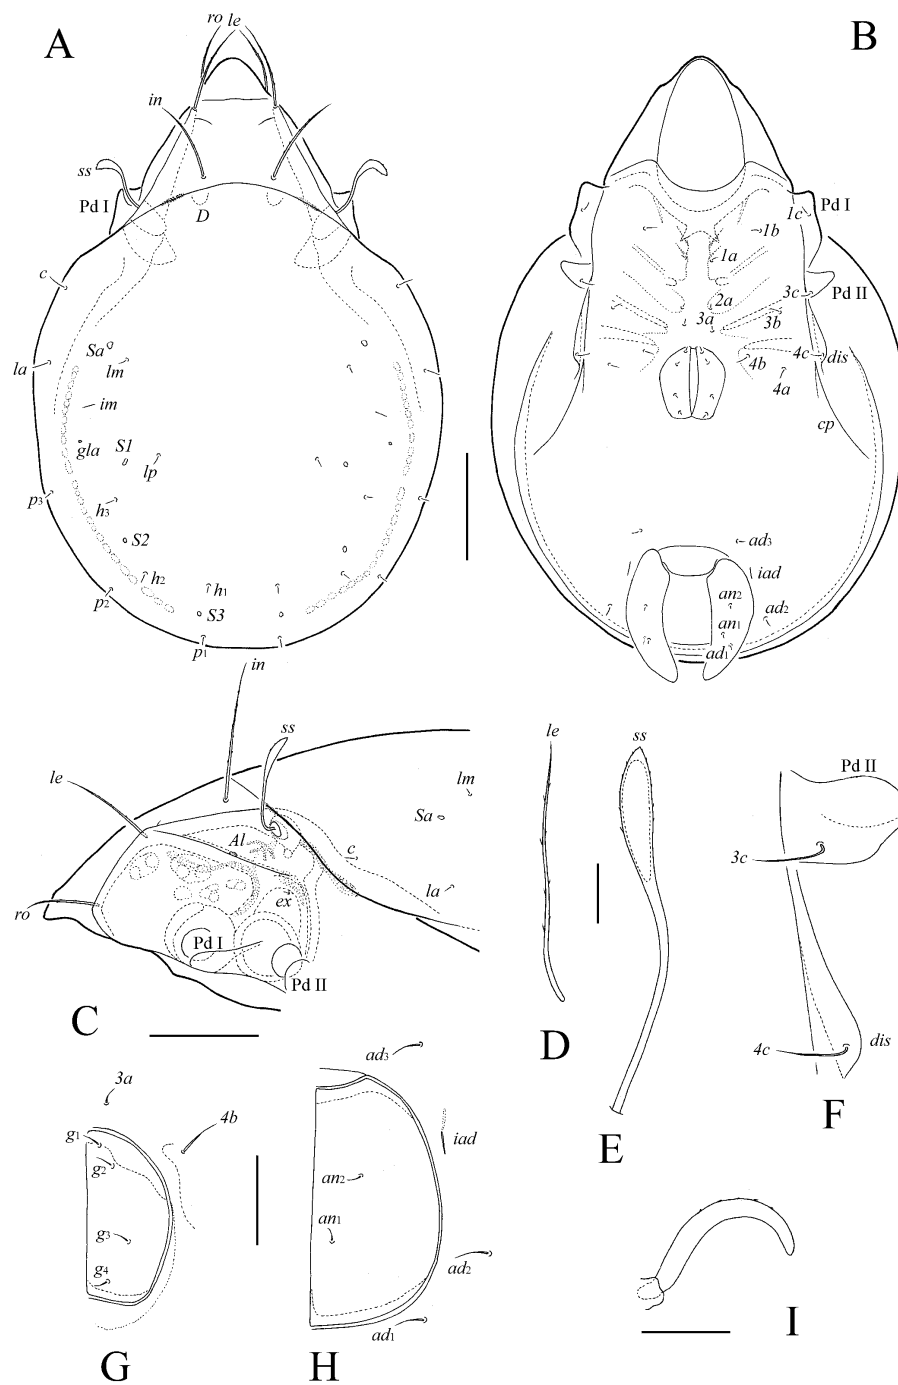 A
ro le
in
ss
Pd I
D
c
Sa
la
lm
im
gla
S1
lp
p3
h3
S2
h2
h1
p2
S3
p1
B
1c
Pd I
1b
1a
3c
Pd II
2a
3a
3b
4c
dis
4b
4a
cp
ad3
iad
an2
an1
ad2
ad1
in
ss
le
lm
Sa
Al
c
la
ex
ro
Pd I
Pd II
C
le
D
ss
E
Pd II
3c
4c
dis
F
3a
g1
4b
g2
g3
g4
G
ad3
iad
an2
an1
ad2
ad1
H
I